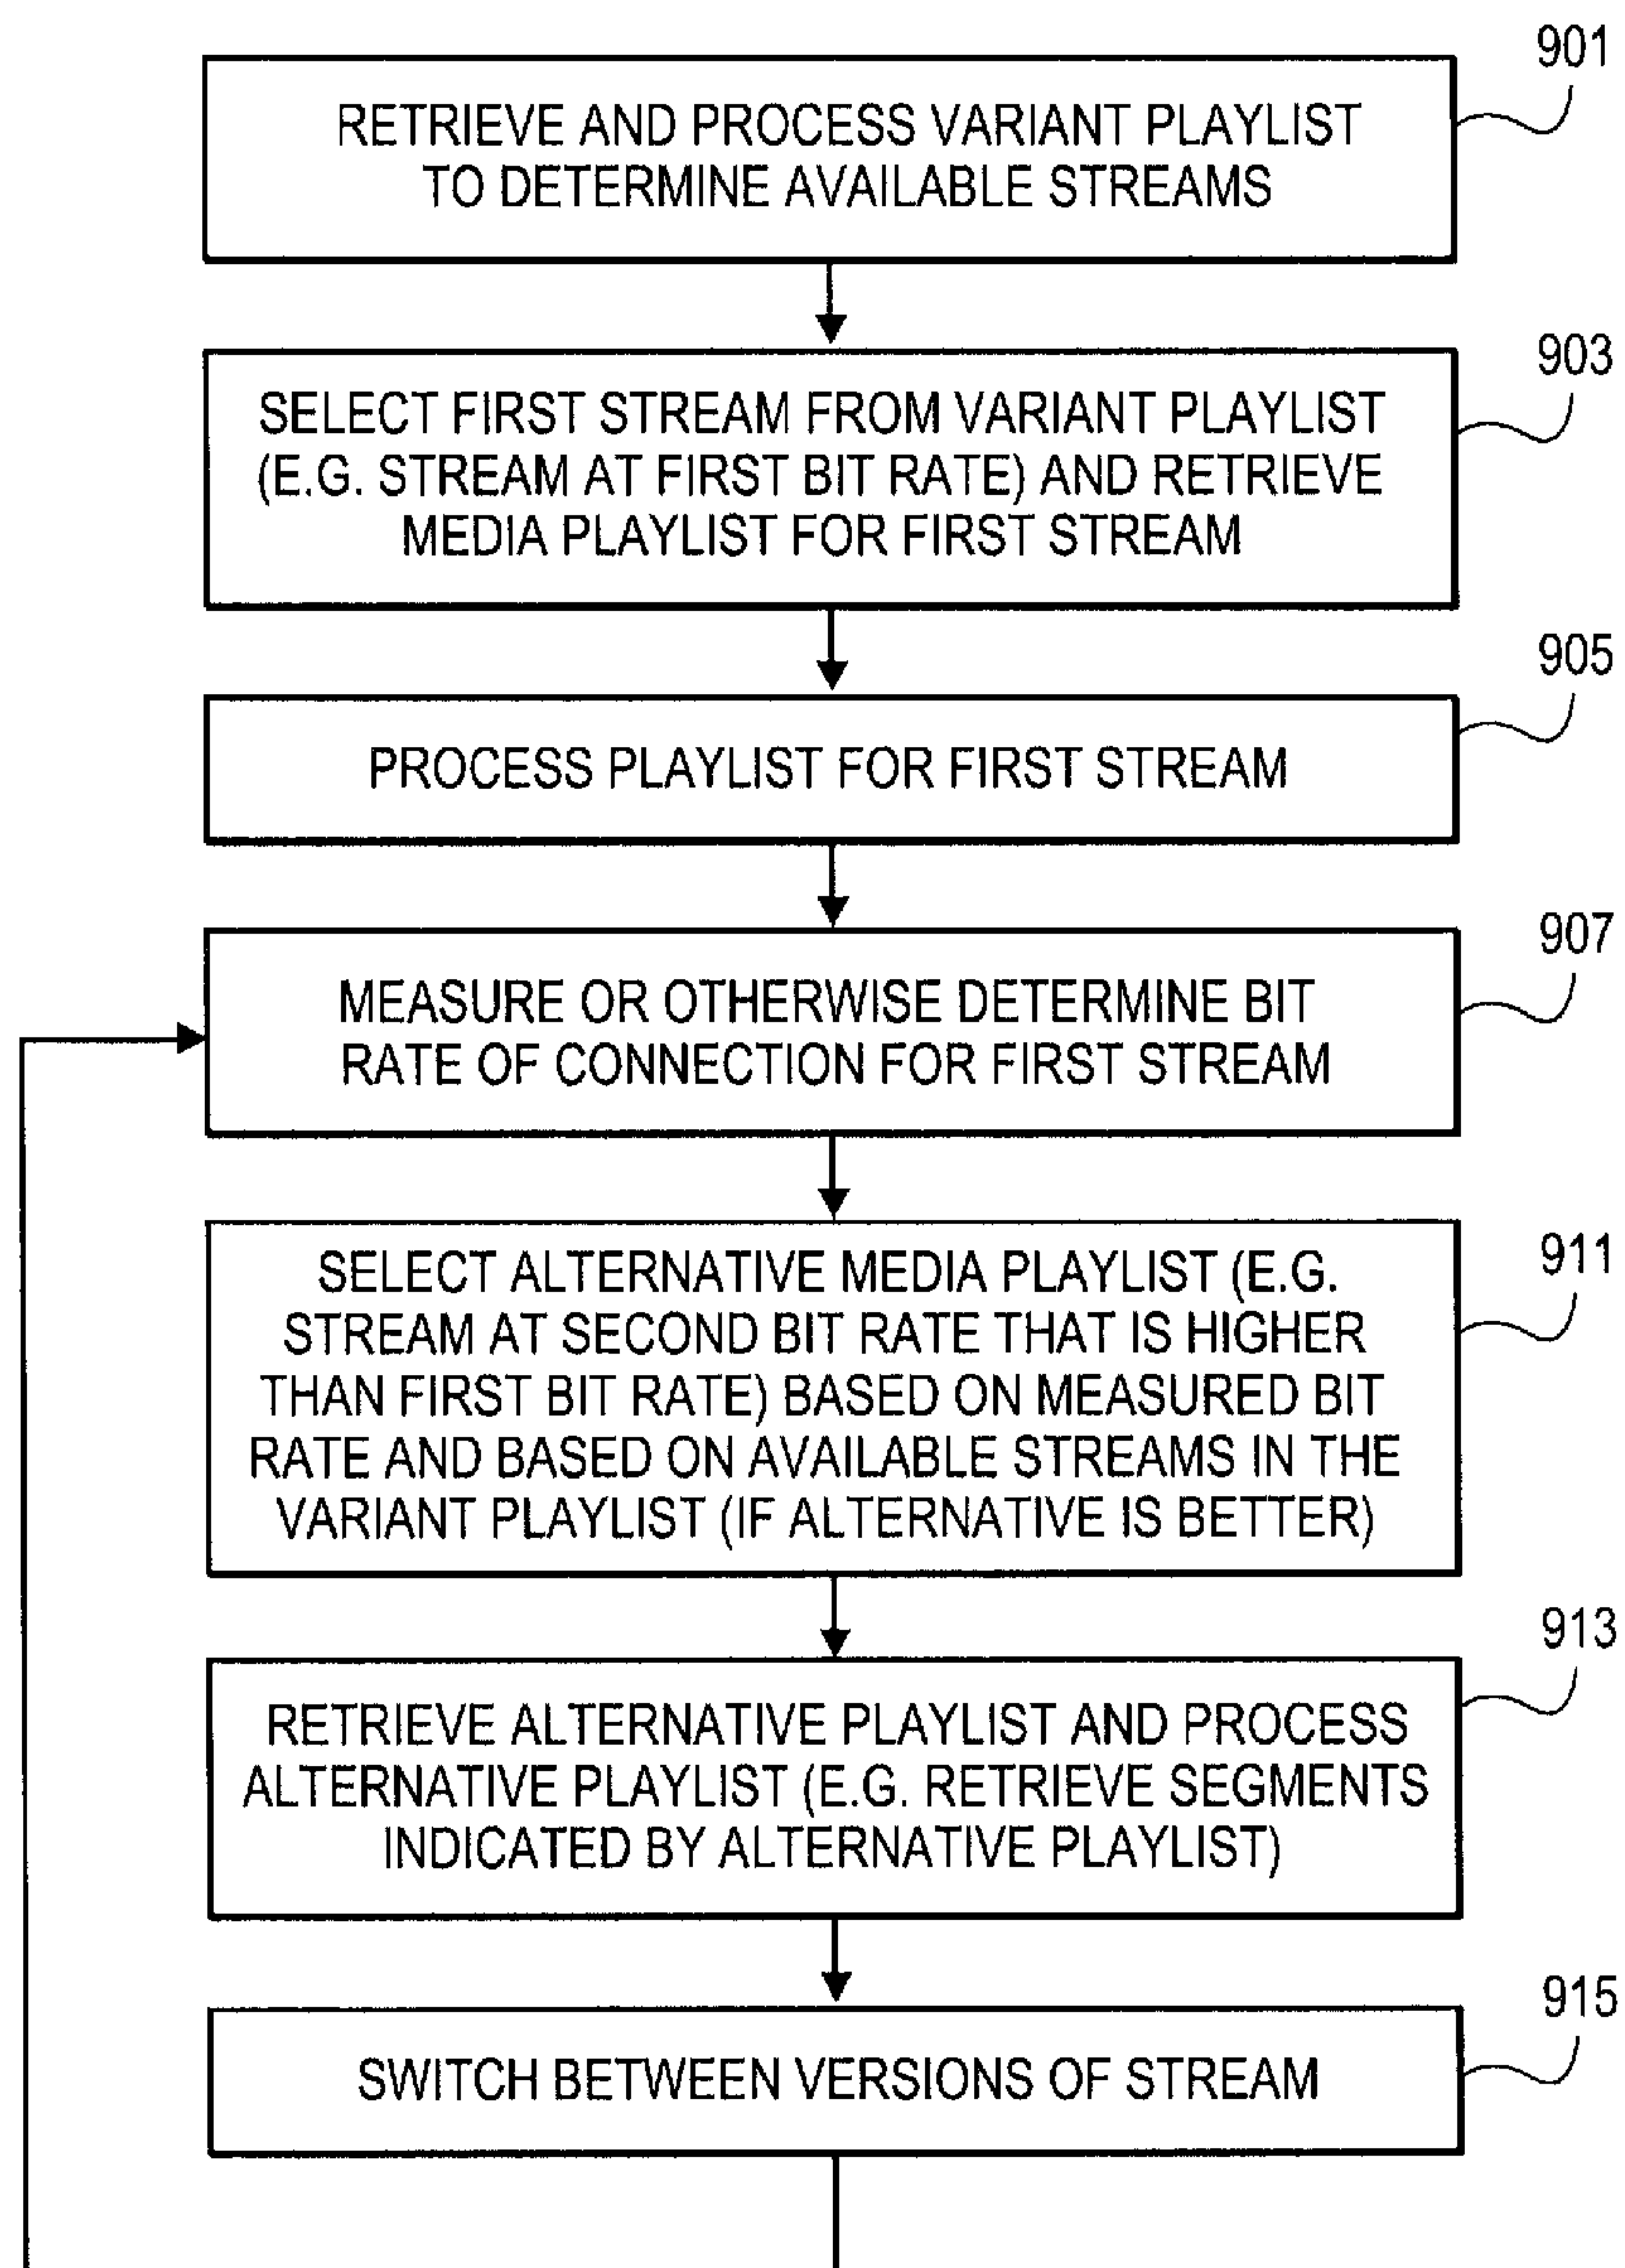 901
RETRIEVE AND PROCESS VARIANT PLAYLIST
TO DETERMINE AVAILABLE STREAMS
903
SELECT FIRST STREAM FROM VARIANT PLAYLIST
(E.G. STREAM AT FIRST BIT RATE) AND RETRIEVE
MEDIA PLAYLIST FOR FIRST STREAM
905
PROCESS PLAYLIST FOR FIRST STREAM
907
MEASURE OR OTHERWISE DETERMINE BIT
RATE OF CONNECTION FOR FIRST STREAM
911
SELECT ALTERNATIVE MEDIA PLAYLIST (E.G.
STREAM AT SECOND BIT RATE THAT IS HIGHER
THAN FIRST BIT RATE) BASED ON MEASURED BIT
RATE AND BASED ON AVAILABLE STREAMS IN THE
VARIANT PLAYLIST (IF ALTERNATIVE IS BETTER)
913
RETRIEVE ALTERNATIVE PLAYLIST AND PROCESS
ALTERNATIVE PLAYLIST (E.G. RETRIEVE SEGMENTS
INDICATED BY ALTERNATIVE PLAYLIST)
915
SWITCH BETWEEN VERSIONS OF STREAM